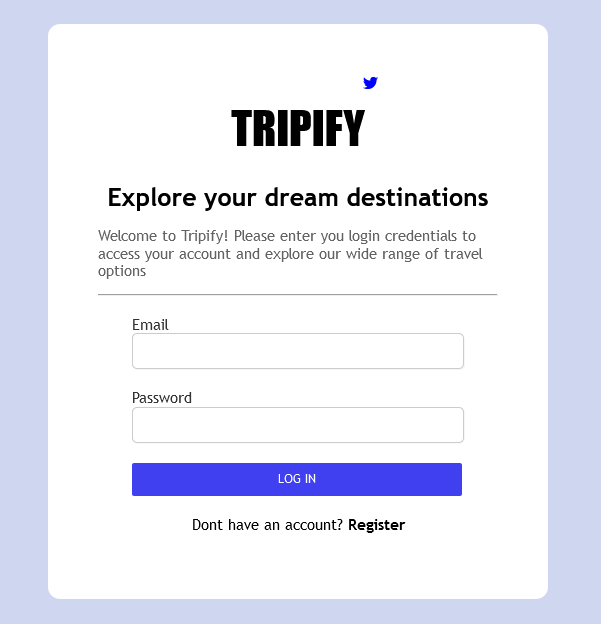 TRIPIFY
Explore your dream destinations
Welcome to Tripify! Please enter you login credentials to
access your account and explore our wide range of travel
options
Email
Password
LOG IN
Dont have an account? Register